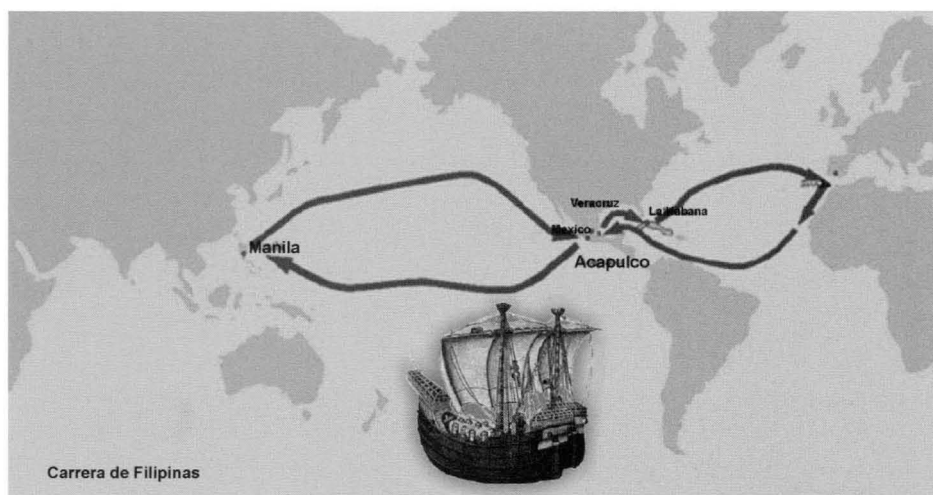 Veracruz
La Habana
Mexico
Manila
Acapulco
Carrera de Filipinas